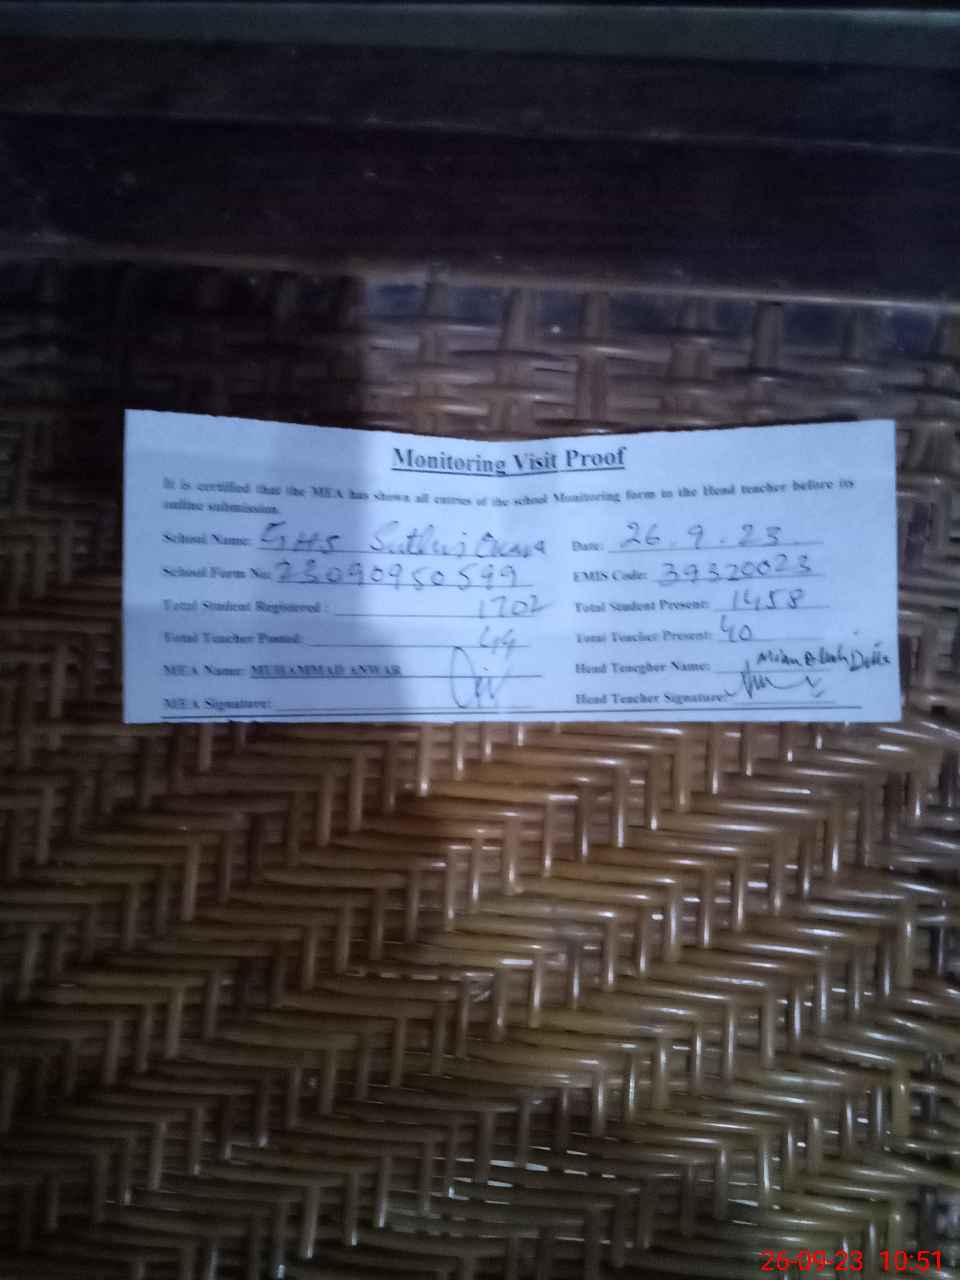 Monitoring Visit Proof
It is certified that the MEA has shown all entries of the school Monitoring form to the Head teacher before its
online submission.
School Name: GHS Sutluj Okara Date: 26.9.23
School Form No: 23090950599 EMIS Code: 39320023
Total Student Registered : 1702 Total Student Present: 1458
Total Teacher Posted: 44 Total Teacher Present: 40
MEA Name: MUHAMMAD ANWAR Head Teacher Name: Mian
MEA Signature: Head Teacher Signature:
26-09-23 10:51